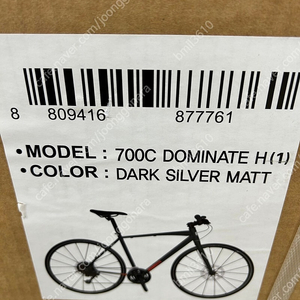 8 809416 877761
• MODEL : 700C DOMINATE H(1)
• COLOR : DARK SILVER MATT